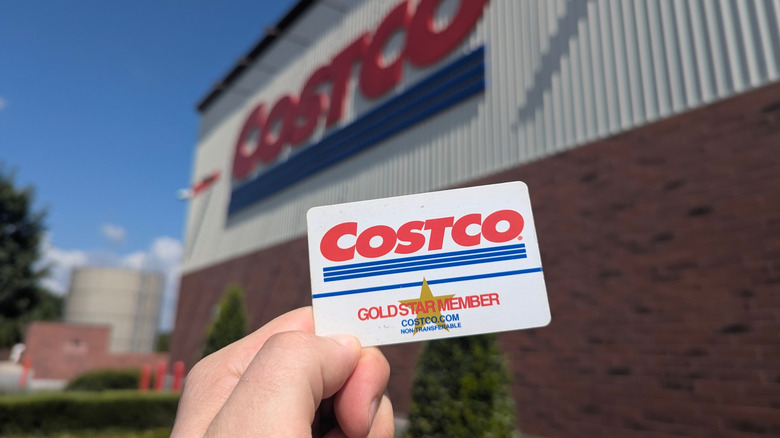 COSTCO
COSTCO
GOLD STAR MEMBER
COSTCO.COM
NON-TRANSFERABLE